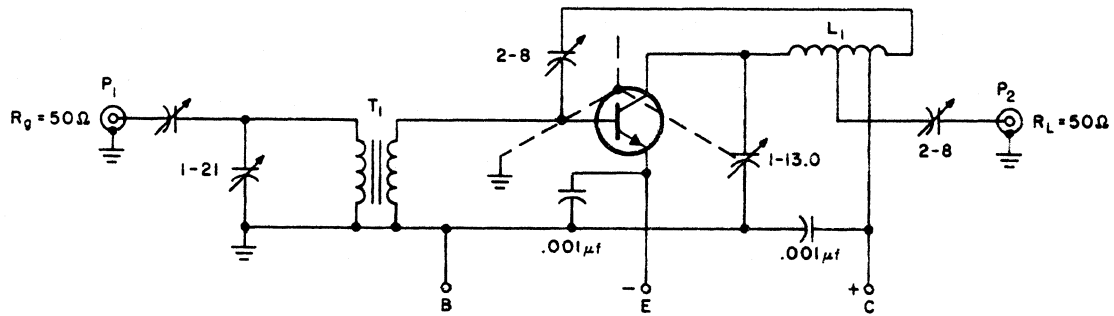 L1
2-8
P1
P2
Rg = 50Ω
T1
RL = 50Ω
1-21
1-13.0
2-8
.001μf
.001μf
B
- E
+ C